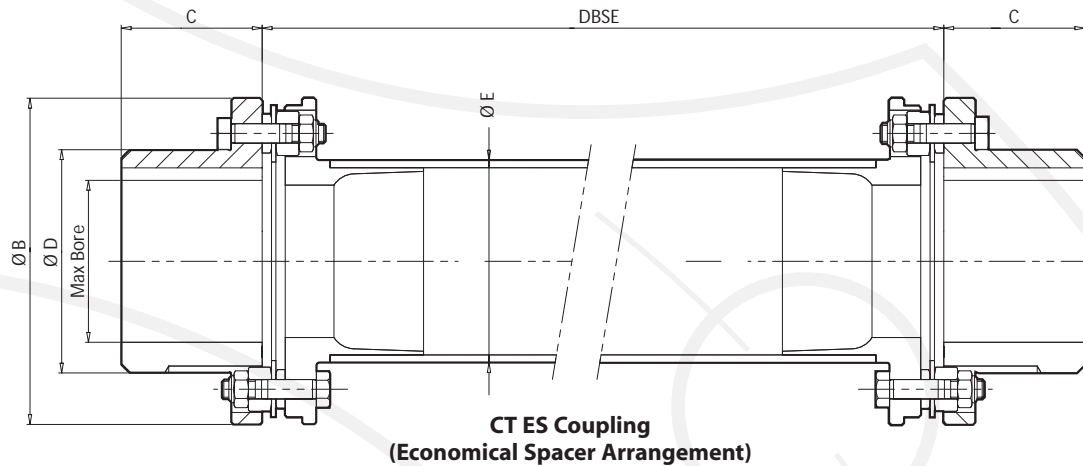 C
DBSE
C
Ø E
Ø B
Ø D
Max Bore
CT ES Coupling
(Economical Spacer Arrangement)